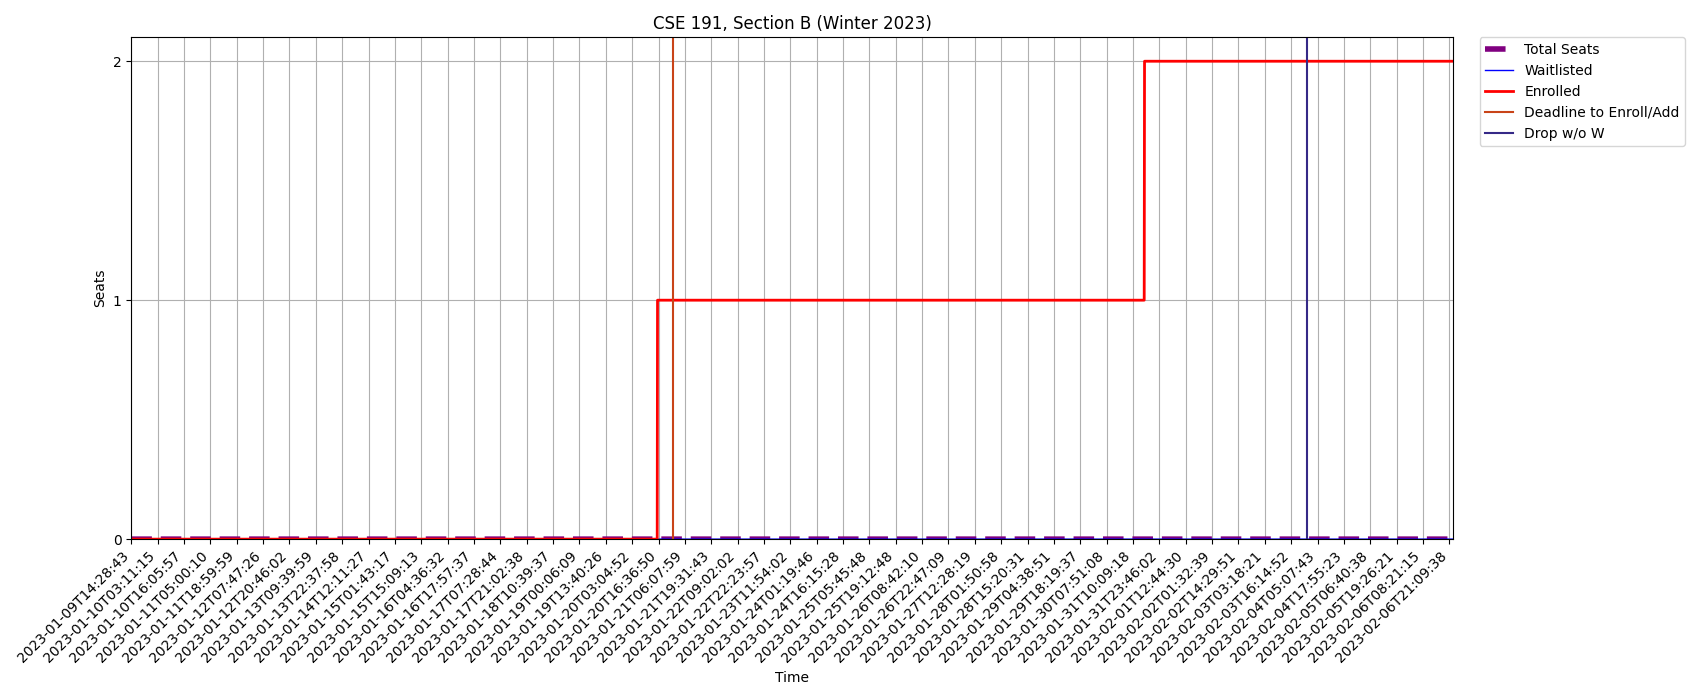 CSE 191, Section B (Winter 2023)
Total Seats
Waitlisted
Enrolled
Deadline to Enroll/Add
Drop w/o W
Seats
2
1
0
2023-01-09T14:28:43
2023-01-10T03:11:15
2023-01-10T16:05:57
2023-01-11T05:00:10
2023-01-11T18:59:59
2023-01-12T07:47:26
2023-01-12T20:46:02
2023-01-13T09:39:59
2023-01-13T22:37:58
2023-01-14T12:11:27
2023-01-15T01:43:17
2023-01-15T15:09:13
2023-01-16T04:36:32
2023-01-16T17:57:37
2023-01-17T07:28:44
2023-01-17T21:02:38
2023-01-18T10:39:37
2023-01-19T00:06:09
2023-01-19T13:40:26
2023-01-20T03:04:52
2023-01-20T16:36:50
2023-01-21T06:07:59
2023-01-21T19:31:43
2023-01-22T09:02:02
2023-01-22T22:23:57
2023-01-23T11:54:02
2023-01-24T01:19:46
2023-01-24T16:15:28
2023-01-25T05:45:48
2023-01-25T19:12:48
2023-01-26T08:42:10
2023-01-26T22:47:09
2023-01-27T12:28:19
2023-01-28T01:50:58
2023-01-28T15:20:31
2023-01-29T04:38:51
2023-01-29T18:19:37
2023-01-30T07:51:08
2023-01-31T10:09:18
2023-01-31T23:46:02
2023-02-01T12:44:30
2023-02-02T01:32:39
2023-02-02T14:29:51
2023-02-03T03:18:21
2023-02-03T16:14:52
2023-02-04T05:07:43
2023-02-04T17:55:23
2023-02-05T06:40:38
2023-02-05T19:26:21
2023-02-06T08:21:15
2023-02-06T21:09:38
Time